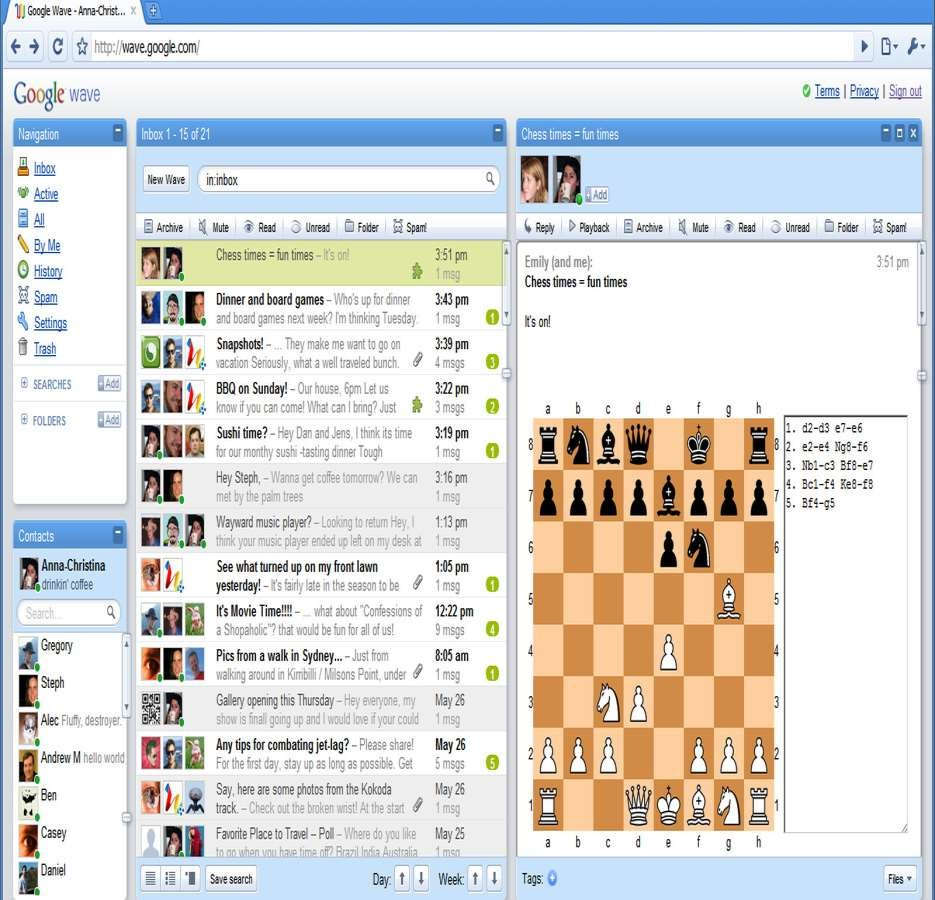 Google Wave - Anna-Christ...
http://wave.google.com/
Google wave
Terms | Privacy | Sign out
Navigation
Inbox
Active
All
By Me
History
Spam
Settings
Trash
SEARCHES +Add
FOLDERS +Add
Contacts
Anna-Christina
drinkin' coffee
Search...
Gregory
Steph
Alec Fluffy, destroyer.
Andrew M hello world
Ben
Casey
Daniel
Inbox 1 - 15 of 21
New Wave in:inbox
Archive Mute Read Unread Folder Spam!
Chess times = fun times – It's on! 3:51 pm
1 msg
Dinner and board games – Who's up for dinner 3:43 pm
and board games next week? I'm thinking Tuesday. 1 msg 1
Snapshots! – ... They make me want to go on 3:39 pm
vacation Seriously, what a well traveled bunch. 4 msgs 3
BBQ on Sunday! – Our house, 6pm Let us 3:22 pm
know if you can come! What can I bring? Just 3 msgs 2
Sushi time? – Hey Dan and Jens, I think its time 3:19 pm
for our monthy sushi -tasting dinner Tough 1 msg 1
Hey Steph, – Wanna get coffee tomorrow? We can 3:16 pm
met by the palm trees 1 msg
Wayward music player? – Looking to return Hey, I 1:13 pm
think your music player ended up left on my desk at 1 msg
See what turned up on my front lawn 1:05 pm
yesterday! – It's fairly late in the season to be 1 msg 1
It's Movie Time!!!! – ... what about "Confessions of 12:22 pm
a Shopaholic"? that would be fun for all of us! 9 msgs 4
Pics from a walk in Sydney... – Just from 8:05 am
walking around in Kirribilli / Milsons Point, under 1 msg 1
Gallery opening this Thursday – Hey everyone, my May 26
show is finall going up and I would love if your could 1 msg
Any tips for combating jet-lag? – Please share! May 26
For the first day, stay up as long as possible. Get 5 msgs 5
Say, here are some photos from the Kokoda May 26
track. – Check out the broken wrist! At the start 1 msg
Favorite Place to Travel – Poll – Where do you like May 25
to go when you have time off? Brazil India Australia 1 msg
Save search Day: Week:
Chess times = fun times
+Add
Reply Playback Archive Mute Read Unread Folder Spam!
Emily (and me): 3:51 pm
Chess times = fun times
It's on!
a b c d e f g h
8 8
7 7
6 6
5 5
4 4
3 3
2 2
1 1
a b c d e f g h
1. d2-d3 e7-e6
2. e2-e4 Ng8-f6
3. Nb1-c3 Bf8-e7
4. Bc1-f4 Ke8-f8
5. Bf4-g5
Tags: Files